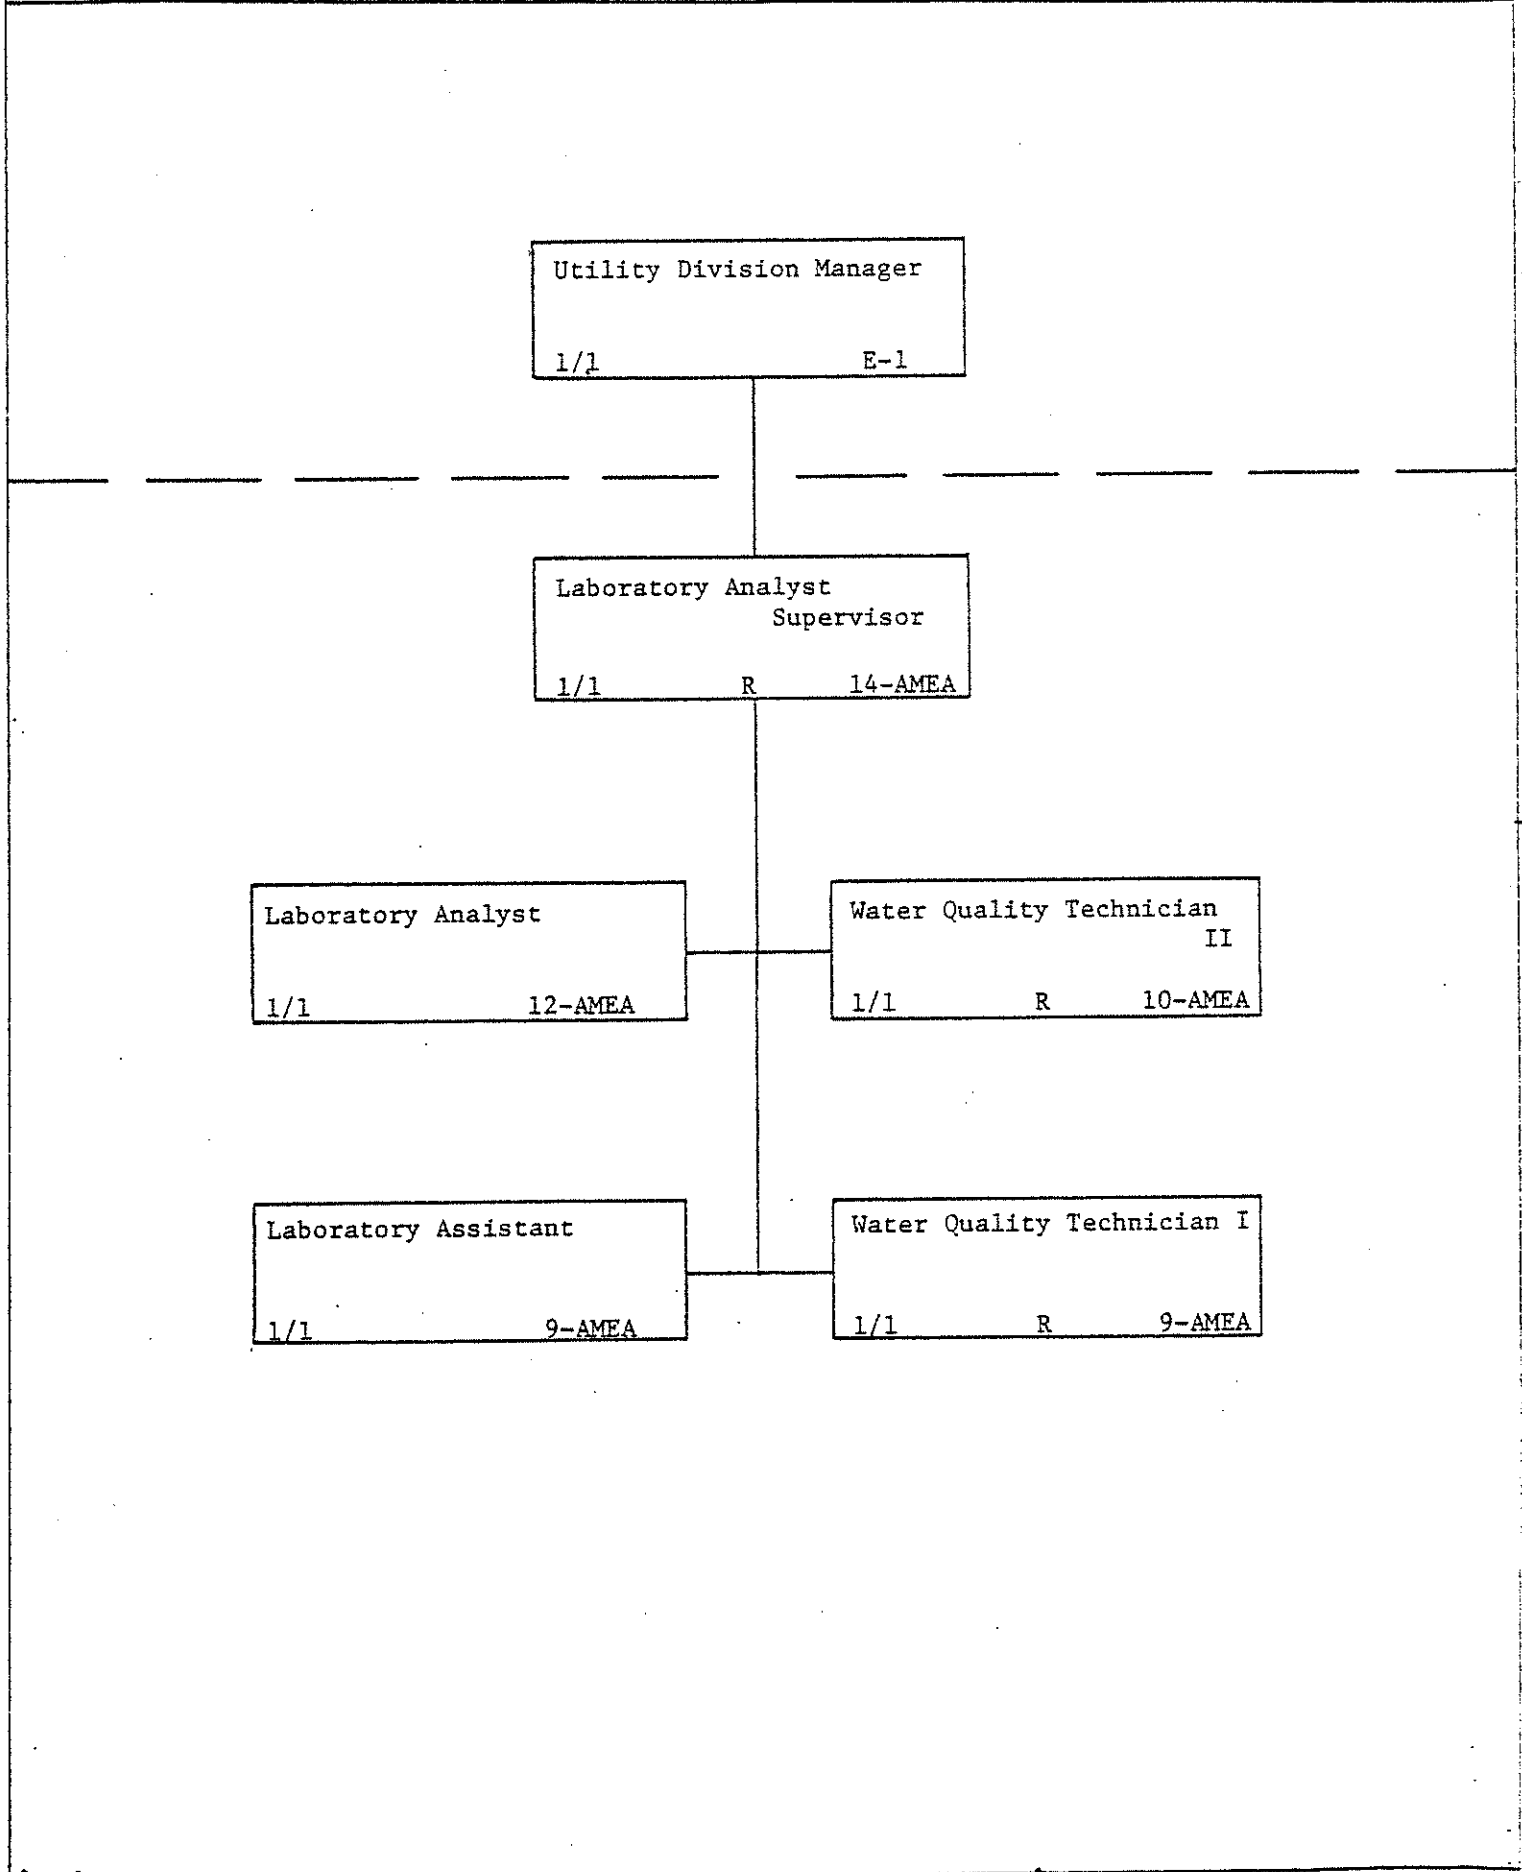 Utility Division Manager
1/1 E-1
Laboratory Analyst
Supervisor
1/1 R 14-AMEA
Laboratory Analyst
1/1 12-AMEA
Water Quality Technician
II
1/1 R 10-AMEA
Laboratory Assistant
1/1 9-AMEA
Water Quality Technician I
1/1 R 9-AMEA